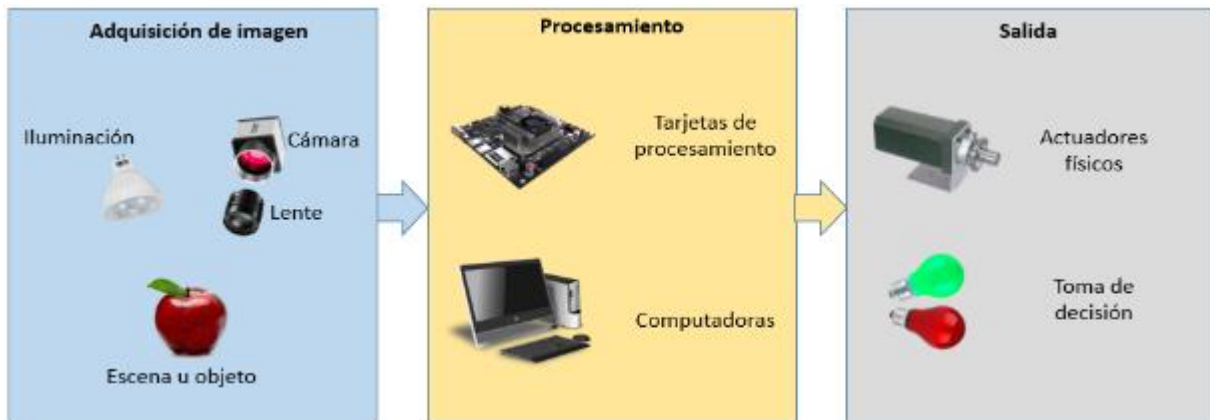 Adquisición de imagen
Iluminación
Cámara
Lente
Escena u objeto
Procesamiento
Tarjetas de
procesamiento
Computadoras
Salida
Actuadores
físicos
Toma de
decisión